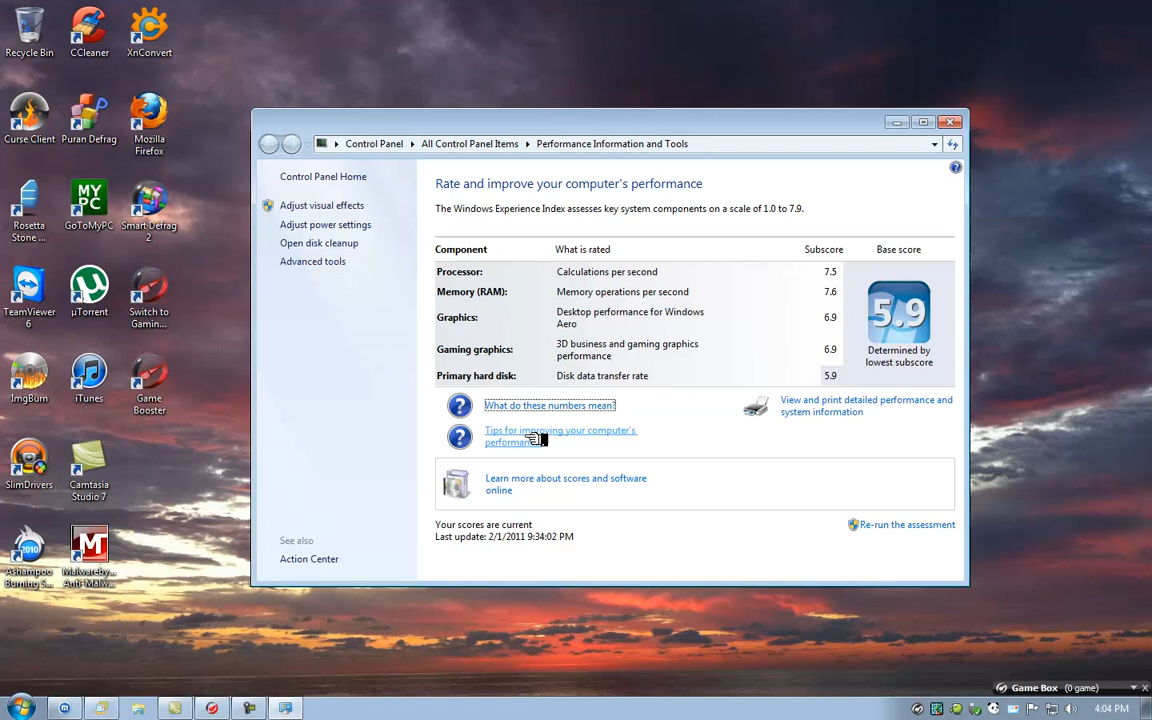 Recycle Bin
CCleaner
XnConvert
Curse Client
Puran Defrag
Mozilla
Firefox
Rosetta
Stone ...
GoToMyPC
Smart Defrag
2
TeamViewer
6
µTorrent
Switch to
Gamin...
ImgBurn
iTunes
Game
Booster
SlimDrivers
Camtasia
Studio 7
Ashampoo
Burning S...
Malwareby...
Anti-Malw...
MY
PC
2010
Control Panel
All Control Panel Items
Performance Information and Tools
Control Panel Home
Adjust visual effects
Adjust power settings
Open disk cleanup
Advanced tools
See also
Action Center
Rate and improve your computer's performance
The Windows Experience Index assesses key system components on a scale of 1.0 to 7.9.
Component What is rated Subscore Base score
Processor: Calculations per second 7.5
Memory (RAM): Memory operations per second 7.6
Graphics: Desktop performance for Windows
Aero 6.9
Gaming graphics: 3D business and gaming graphics
performance 6.9
Primary hard disk: Disk data transfer rate 5.9
5.9
Determined by
lowest subscore
What do these numbers mean?
Tips for improving your computer's
View and print detailed performance and
system information
Learn more about scores and software
online
Your scores are current
Last update: 2/1/2011 9:34:02 PM
Re-run the assessment
Game Box (0 game)
4:04 PM